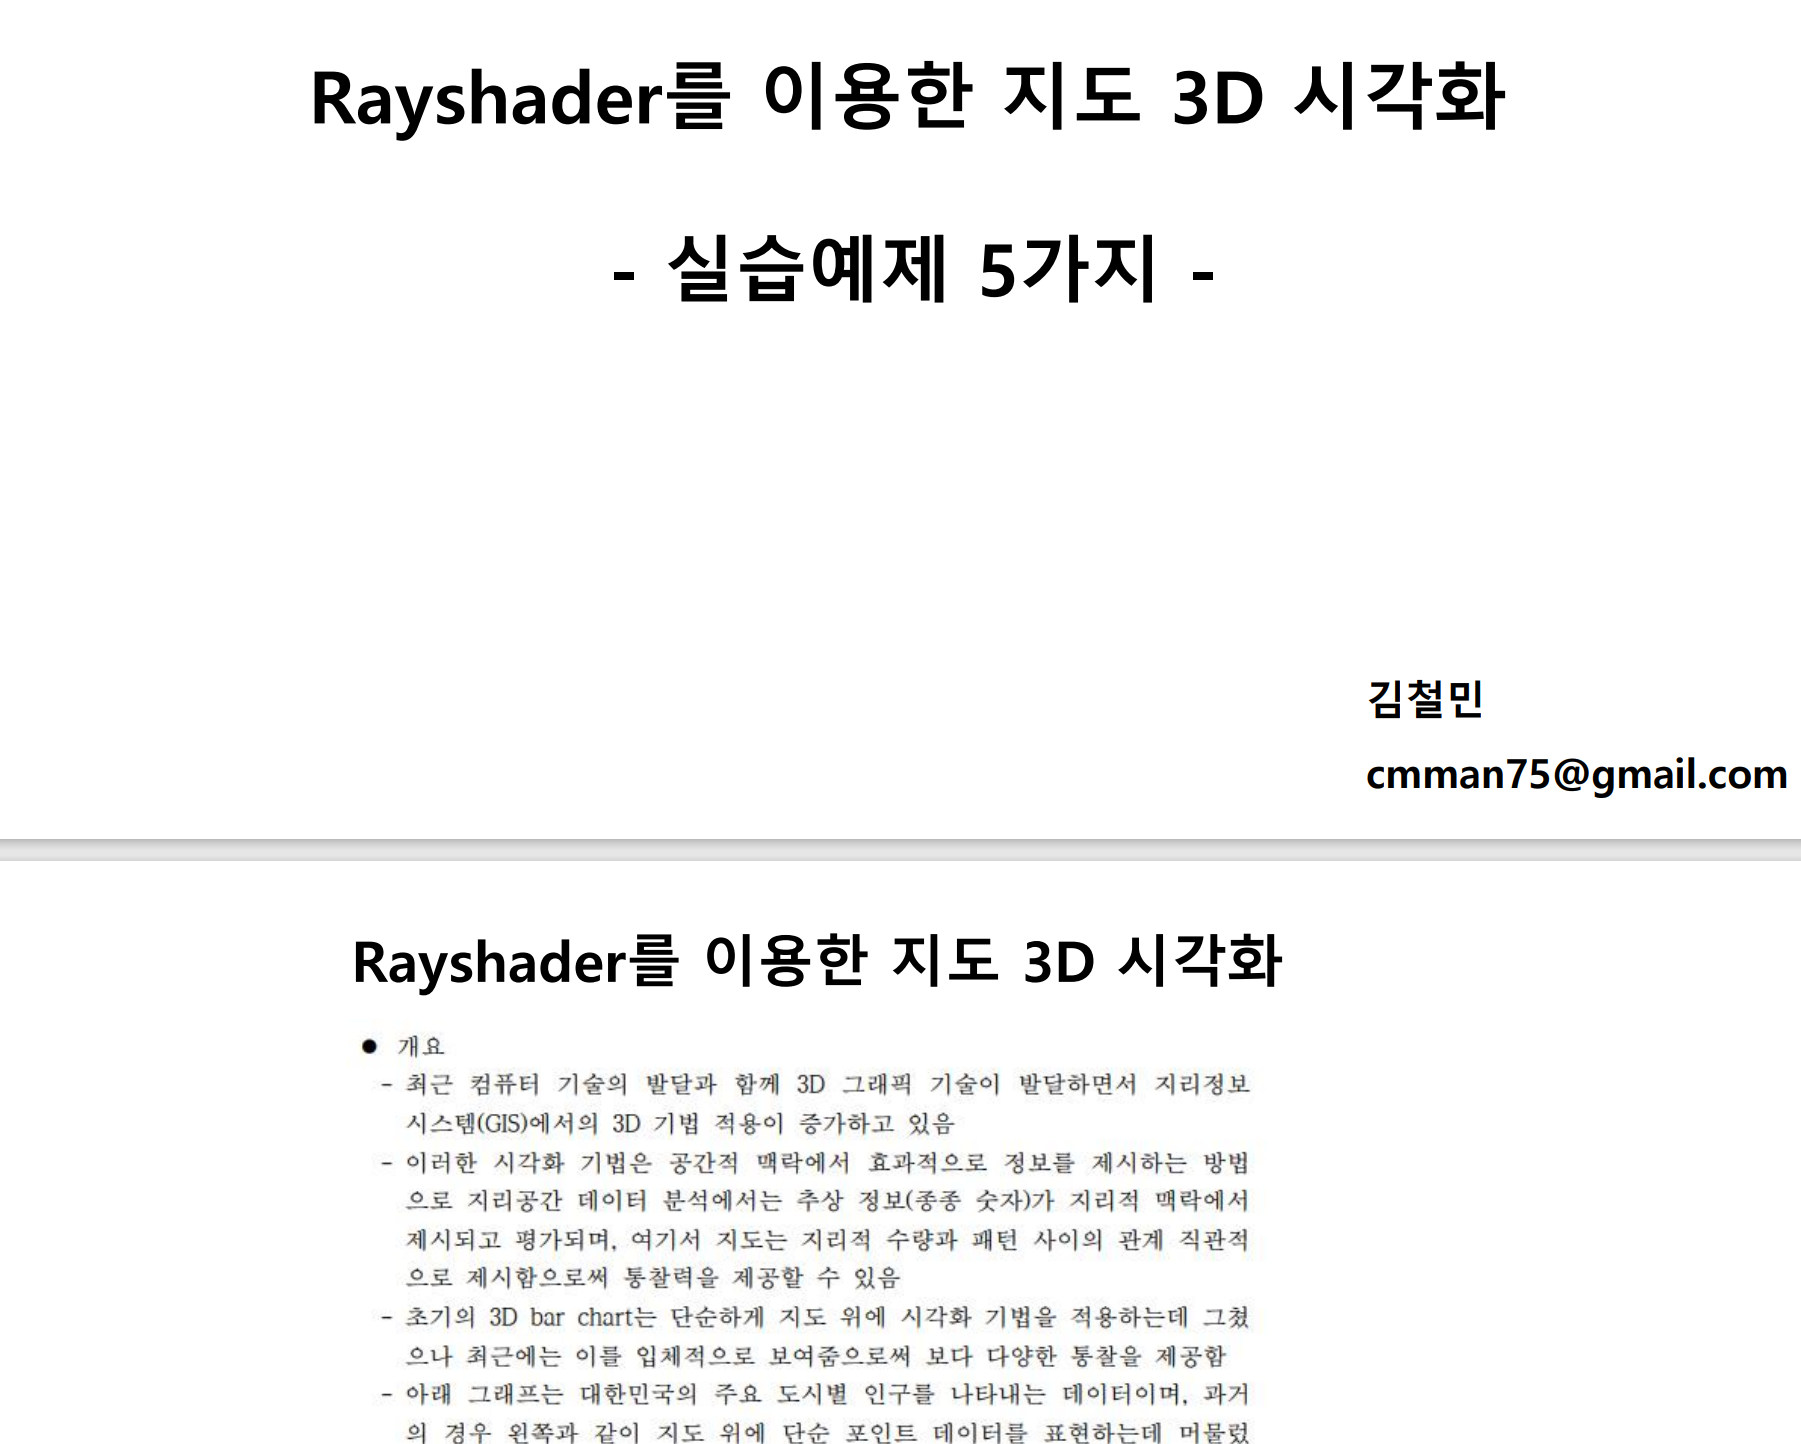 Rayshader를 이용한 지도 3D 시각화
- 실습예제 5가지 -
김철민
cmman75@gmail.com
Rayshader를 이용한 지도 3D 시각화
● 개요
- 최근 컴퓨터 기술의 발달과 함께 3D 그래픽 기술이 발달하면서 지리정보
시스템(GIS)에서의 3D 기법 적용이 증가하고 있음
- 이러한 시각화 기법은 공간적 맥락에서 효과적으로 정보를 제시하는 방법
으로 지리공간 데이터 분석에서는 추상 정보(종종 숫자)가 지리적 맥락에서
제시되고 평가되며, 여기서 지도는 지리적 수량과 패턴 사이의 관계 직관적
으로 제시함으로써 통찰력을 제공할 수 있음
- 초기의 3D bar chart는 단순하게 지도 위에 시각화 기법을 적용하는데 그쳤
으나 최근에는 이를 입체적으로 보여줌으로써 보다 다양한 통찰을 제공함
- 아래 그래프는 대한민국의 주요 도시별 인구를 나타내는 데이터이며, 과거
의 경우 왼쪽과 같이 지도 위에 단순 포인트 데이터를 표현하는데 머물렀